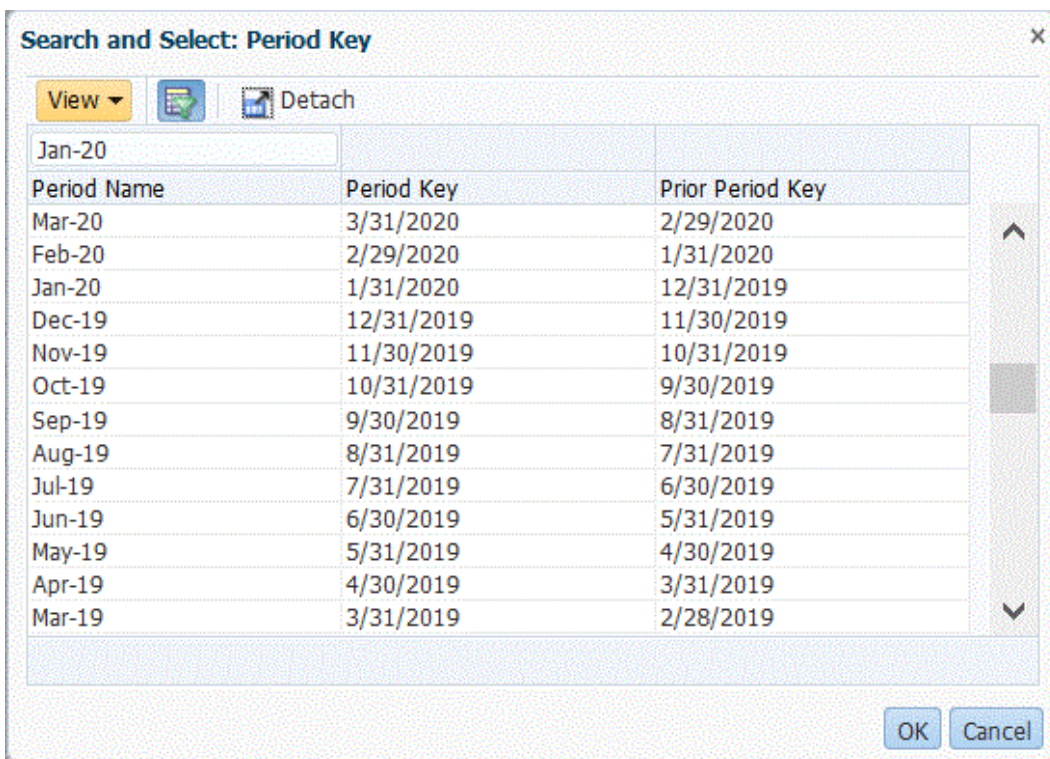 Search and Select: Period Key
View Detach
Jan-20
Period Name Period Key Prior Period Key
Mar-20 3/31/2020 2/29/2020
Feb-20 2/29/2020 1/31/2020
Jan-20 1/31/2020 12/31/2019
Dec-19 12/31/2019 11/30/2019
Nov-19 11/30/2019 10/31/2019
Oct-19 10/31/2019 9/30/2019
Sep-19 9/30/2019 8/31/2019
Aug-19 8/31/2019 7/31/2019
Jul-19 7/31/2019 6/30/2019
Jun-19 6/30/2019 5/31/2019
May-19 5/31/2019 4/30/2019
Apr-19 4/30/2019 3/31/2019
Mar-19 3/31/2019 2/28/2019
OK Cancel